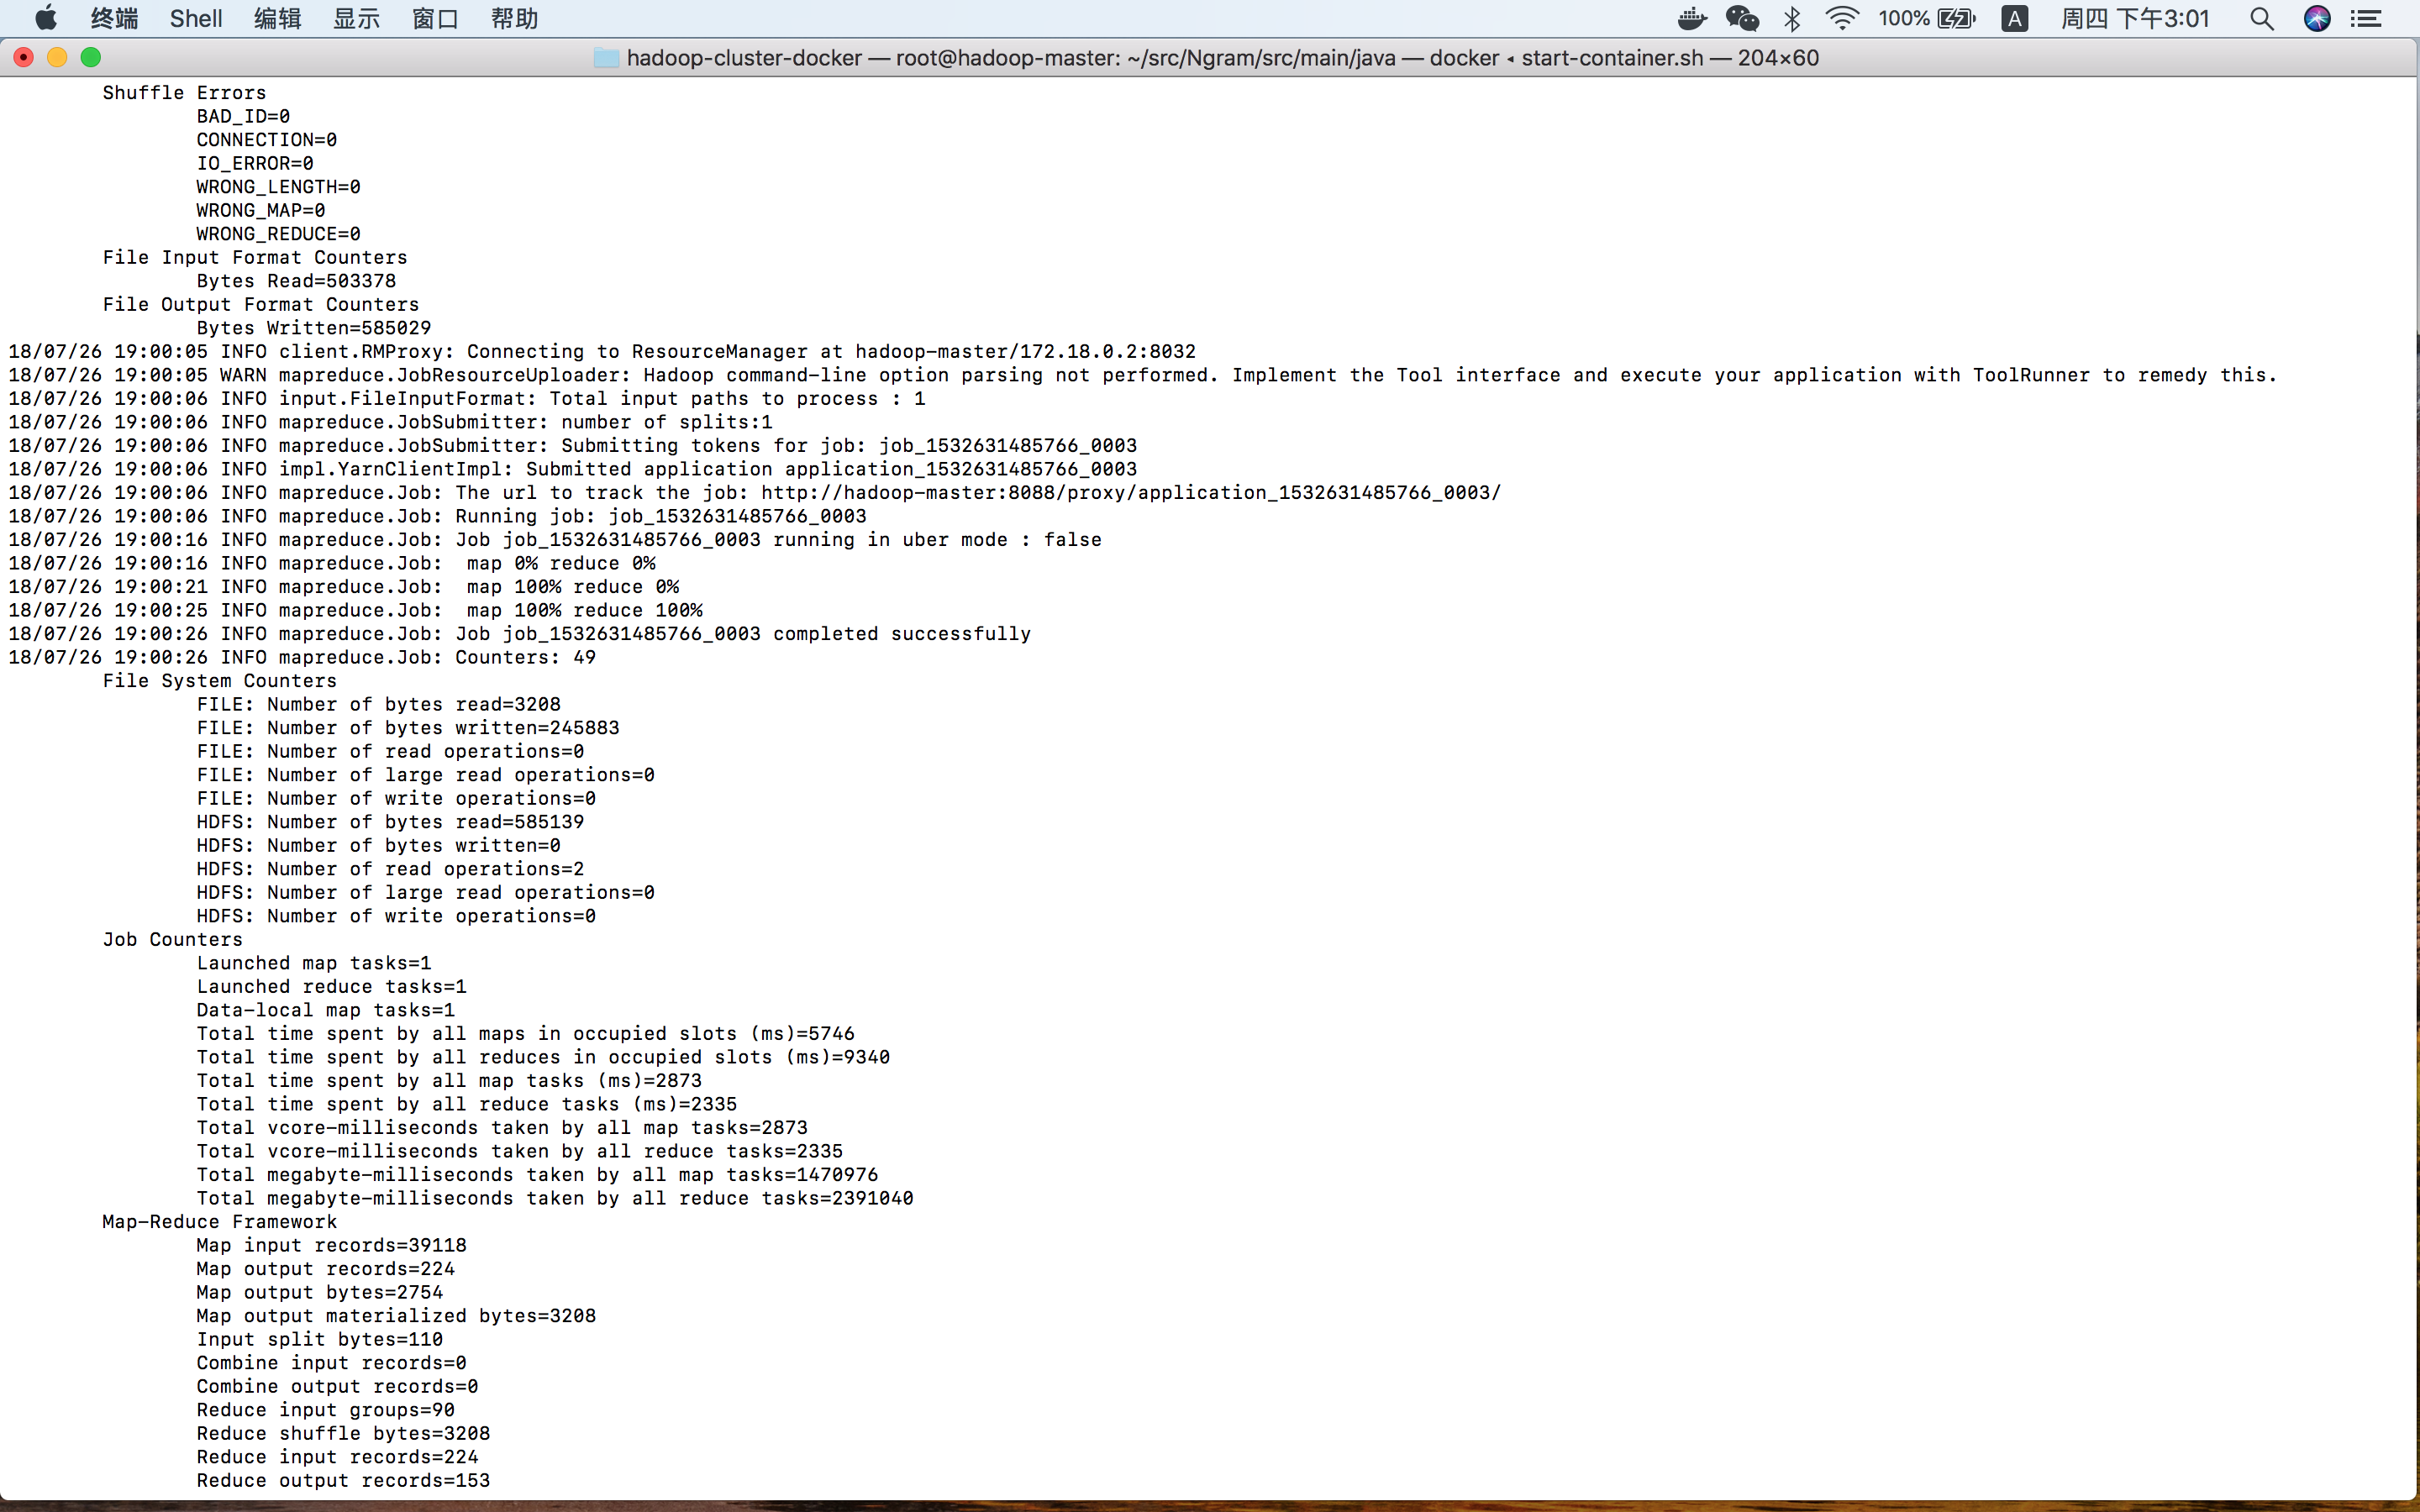 终端 Shell 编辑 显示 窗口 帮助 100% A 周四 下午3:01
hadoop-cluster-docker — root@hadoop-master: ~/src/Ngram/src/main/java — docker ◂ start-container.sh — 204×60
Shuffle Errors
BAD_ID=0
CONNECTION=0
IO_ERROR=0
WRONG_LENGTH=0
WRONG_MAP=0
WRONG_REDUCE=0
File Input Format Counters
Bytes Read=503378
File Output Format Counters
Bytes Written=585029
18/07/26 19:00:05 INFO client.RMProxy: Connecting to ResourceManager at hadoop-master/172.18.0.2:8032
18/07/26 19:00:05 WARN mapreduce.JobResourceUploader: Hadoop command-line option parsing not performed. Implement the Tool interface and execute your application with ToolRunner to remedy this.
18/07/26 19:00:06 INFO input.FileInputFormat: Total input paths to process : 1
18/07/26 19:00:06 INFO mapreduce.JobSubmitter: number of splits:1
18/07/26 19:00:06 INFO mapreduce.JobSubmitter: Submitting tokens for job: job_1532631485766_0003
18/07/26 19:00:06 INFO impl.YarnClientImpl: Submitted application application_1532631485766_0003
18/07/26 19:00:06 INFO mapreduce.Job: The url to track the job: http://hadoop-master:8088/proxy/application_1532631485766_0003/
18/07/26 19:00:06 INFO mapreduce.Job: Running job: job_1532631485766_0003
18/07/26 19:00:16 INFO mapreduce.Job: Job job_1532631485766_0003 running in uber mode : false
18/07/26 19:00:16 INFO mapreduce.Job:  map 0% reduce 0%
18/07/26 19:00:21 INFO mapreduce.Job:  map 100% reduce 0%
18/07/26 19:00:25 INFO mapreduce.Job:  map 100% reduce 100%
18/07/26 19:00:26 INFO mapreduce.Job: Job job_1532631485766_0003 completed successfully
18/07/26 19:00:26 INFO mapreduce.Job: Counters: 49
File System Counters
FILE: Number of bytes read=3208
FILE: Number of bytes written=245883
FILE: Number of read operations=0
FILE: Number of large read operations=0
FILE: Number of write operations=0
HDFS: Number of bytes read=585139
HDFS: Number of bytes written=0
HDFS: Number of read operations=2
HDFS: Number of large read operations=0
HDFS: Number of write operations=0
Job Counters
Launched map tasks=1
Launched reduce tasks=1
Data-local map tasks=1
Total time spent by all maps in occupied slots (ms)=5746
Total time spent by all reduces in occupied slots (ms)=9340
Total time spent by all map tasks (ms)=2873
Total time spent by all reduce tasks (ms)=2335
Total vcore-milliseconds taken by all map tasks=2873
Total vcore-milliseconds taken by all reduce tasks=2335
Total megabyte-milliseconds taken by all map tasks=1470976
Total megabyte-milliseconds taken by all reduce tasks=2391040
Map-Reduce Framework
Map input records=39118
Map output records=224
Map output bytes=2754
Map output materialized bytes=3208
Input split bytes=110
Combine input records=0
Combine output records=0
Reduce input groups=90
Reduce shuffle bytes=3208
Reduce input records=224
Reduce output records=153